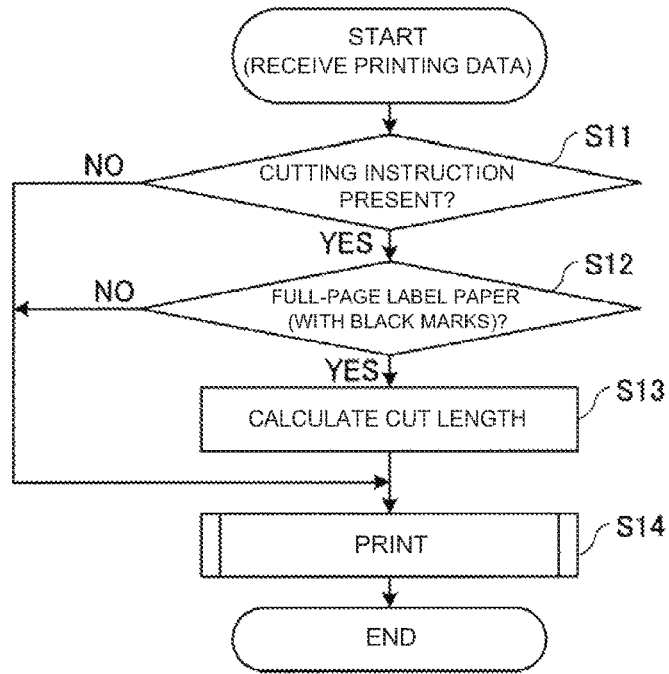 START
(RECEIVE PRINTING DATA)
S11
NO
CUTTING INSTRUCTION
PRESENT?
YES
S12
NO
FULL-PAGE LABEL PAPER
(WITH BLACK MARKS)?
YES
S13
CALCULATE CUT LENGTH
S14
PRINT
END